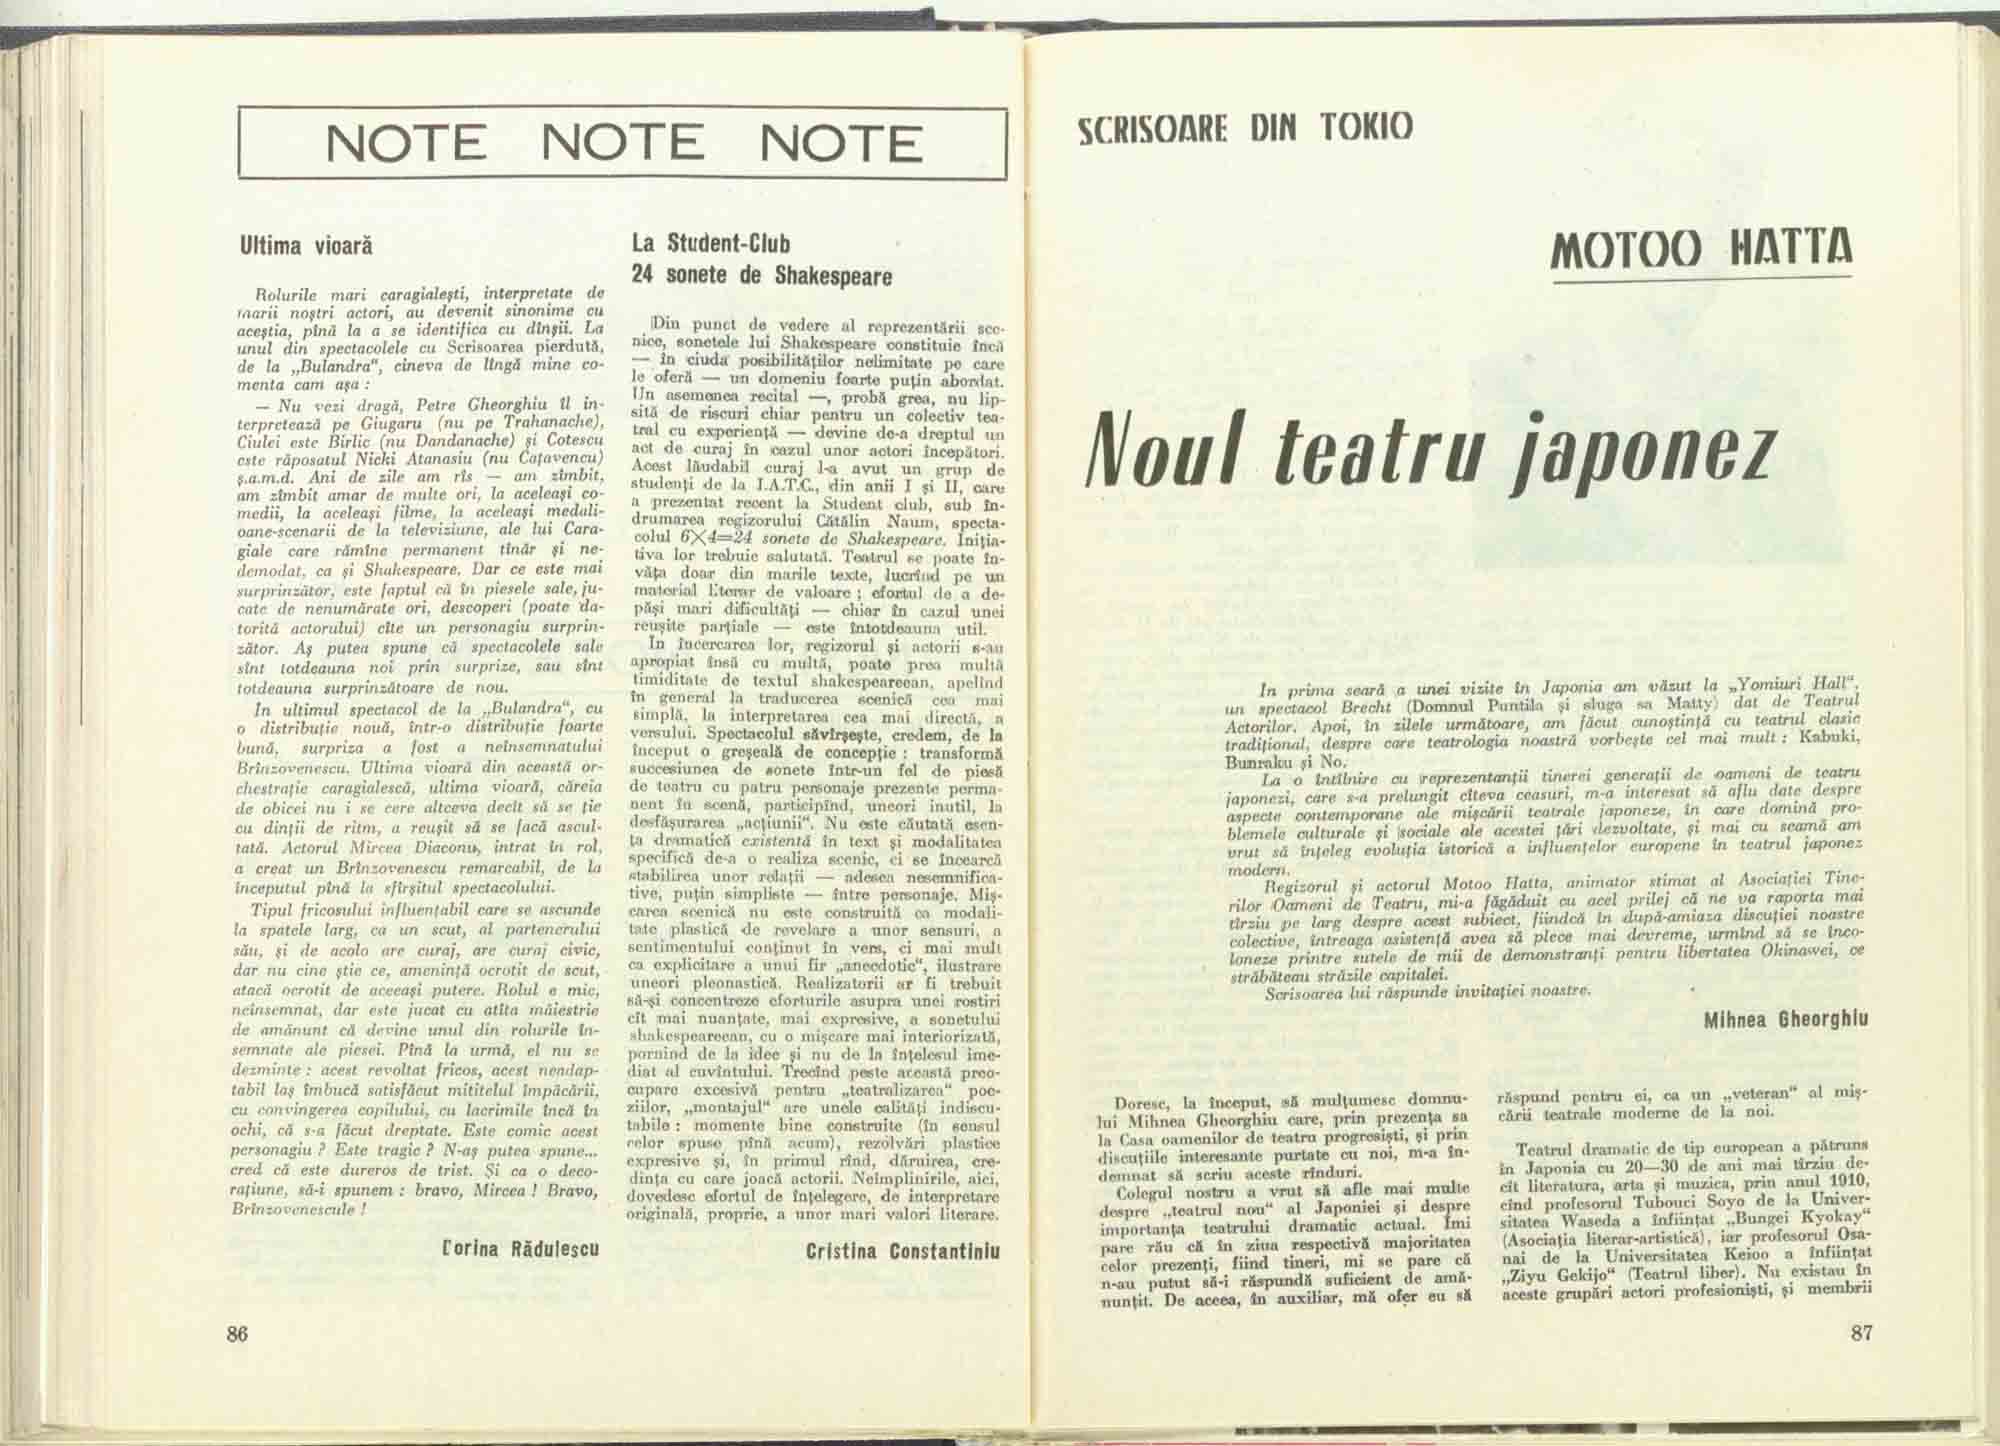 NOTE NOTE NOTE
Ultima vioară
Rolurile mari caragialești, interpretate de
marii noștri actori, au devenit sinonime cu
aceștia, pînă la a se identifica cu dînșii. La
unul din spectacolele cu Scrisoarea pierdută,
de la „Bulandra“, cineva de lîngă mine co-
menta cam așa :
— Nu vezi dragă, Petre Gheorghiu îl in-
terpretează pe Giugaru (nu pe Trahanache),
Ciulei este Birlic (nu Dandanache) și Cotescu
este răposatul Nicki Atanasiu (nu Cațavencu)
ș.a.m.d. Ani de zile am rîs — am zîmbit,
am zîmbit amar de multe ori, la aceleași co-
medii, la aceleași filme, la aceleași medali-
oane-scenarii de la televiziune, ale lui Cara-
giale care rămîne permanent tînăr și ne-
demodat, ca și Shakespeare. Dar ce este mai
surprinzător, este faptul că în piesele sale, ju-
cate de nenumărate ori, descoperi (poate da-
torită actorului) cîte un personagiu surprin-
zător. Aș putea spune că spectacolele sale
sînt totdeauna noi prin surprize, sau sînt
totdeauna surprinzătoare de nou.
In ultimul spectacol de la „Bulandra“, cu
o distribuție nouă, într-o distribuție foarte
bună, surpriza a fost a neînsemnatului
Brînzovenescu. Ultima vioară din această or-
chestrație caragialescă, ultima vioară, căreia
de obicei nu i se cere altceva decît să se ție
cu dinții de ritm, a reușit să se facă ascul-
tată. Actorul Mircea Diaconu, intrat în rol,
a creat un Brînzovenescu remarcabil, de la
începutul pînă la sfîrșitul spectacolului.
Tipul fricosului influențabil care se ascunde
la spatele larg, ca un scut, al partenerului
său, și de acolo are curaj, are curaj civic,
dar nu cine știe ce, amenință ocrotit de scut,
atacă ocrotit de aceeași putere. Rolul e mic,
neînsemnat, dar este jucat cu atîta măiestrie
de amănunt că devine unul din rolurile în-
semnate ale piesei. Pînă la urmă, el nu se
dezminte : acest revoltat fricos, acest neadap-
tabil laș îmbucă satisfăcut mititelul împăcării,
cu convingerea copilului, cu lacrimile încă în
ochi, că s-a făcut dreptate. Este comic acest
personagiu ? Este tragic ? N-aș putea spune...
cred că este dureros de trist. Și ca o deco-
rațiune, să-i spunem : bravo, Mircea ! Bravo,
Brînzovenescule !
Corina Rădulescu
La Student-Club
24 sonete de Shakespeare
Din punct de vedere al reprezentării sce-
nice, sonetele lui Shakespeare constituie încă
— în ciuda posibilităților nelimitate pe care
le oferă — un domeniu foarte puțin abordat.
Un asemenea recital —, probă grea, nu lip-
sită de riscuri chiar pentru un colectiv tea-
tral cu experiență — devine de-a dreptul un
act de curaj în cazul unor actori începători.
Acest lăudabil curaj l-a avut un grup de
studenți de la I.A.T.C., din anii I și II, care
a prezentat recent la Student club, sub în-
drumarea regizorului Cătălin Naum, specta-
colul 6X4=24 sonete de Shakespeare. Iniția-
tiva lor trebuie salutată. Teatrul se poate în-
văța doar din marile texte, lucrînd pe un
material literar de valoare ; efortul de a de-
păși mari dificultăți — chiar în cazul unei
reușite parțiale — este întotdeauna util.
In încercarea lor, regizorul și actorii s-au
apropiat însă cu multă, poate prea multă
timiditate de textul shakespeareean, apelînd
în general la traducerea scenică cea mai
simplă, la interpretarea cea mai directă, a
versului. Spectacolul săvîrșește, credem, de la
început o greșeală de concepție : transformă
succesiunea de sonete într-un fel de piesă
de teatru cu patru personaje prezente perma-
nent în scenă, participînd, uneori inutil, la
desfășurarea „acțiunii“. Nu este căutată esen-
ța dramatică existentă în text și modalitatea
specifică de-a o realiza scenic, ci se încearcă
stabilirea unor relații — adesea nesemnifica-
tive, puțin simpliste — între personaje. Miș-
carea scenică nu este construită ca modali-
tate plastică de revelare a unor sensuri, a
sentimentului conținut în vers, ci mai mult
ca explicitare a unui fir „anecdotic“, ilustrare
uneori pleonastică. Realizatorii ar fi trebuit
să-și concentreze eforturile asupra unei rostiri
cît mai nuanțate, mai expresive, a sonetului
shakespeareean, cu o mișcare mai interiorizată,
pornind de la idee și nu de la înțelesul ime-
diat al cuvîntului. Trecînd peste această preo-
cupare excesivă pentru „teatralizarea“ poe-
ziilor, „montajul“ are unele calități indiscu-
tabile : momente bine construite (în sensul
celor spuse pînă acum), rezolvări plastice
expresive și, în primul rînd, dăruirea, cre-
dința cu care joacă actorii. Neîmplinirile, aici,
dovedesc efortul de înțelegere, de interpretare
originală, proprie, a unor mari valori literare.
Cristina Constantiniu
86
SCRISOARE DIN TOKIO
MOTOO HATTA
Noul teatru japonez
In prima seară a unei vizite în Japonia am văzut la „Yomiuri Hall“,
un spectacol Brecht (Domnul Puntila și sluga sa Matty) dat de Teatrul
Actorilor. Apoi, în zilele următoare, am făcut cunoștință cu teatrul clasic
tradițional, despre care teatrologia noastră vorbește cel mai mult : Kabuki,
Bunraku și No.
La o întîlnire cu reprezentanții tinerei generații de oameni de teatru
japonezi, care s-a prelungit cîteva ceasuri, m-a interesat să aflu date despre
aspecte contemporane ale mișcării teatrale japoneze, în care domină pro-
blemele culturale și sociale ale acestei țări dezvoltate, și mai cu seamă am
vrut să înțeleg evoluția istorică a influențelor europene în teatrul japonez
modern.
Regizorul și actorul Motoo Hatta, animator stimat al Asociației Tine-
rilor Oameni de Teatru, mi-a făgăduit cu acel prilej că ne va raporta mai
tîrziu pe larg despre acest subiect, fiindcă în după-amiaza discuției noastre
colective, întreaga asistență avea să plece mai devreme, urmînd să se înco-
loneze printre sutele de mii de demonstranți pentru libertatea Okinawei, ce
străbăteau străzile capitalei.
Scrisoarea lui răspunde invitației noastre.
Mihnea Gheorghiu
Doresc, la început, să mulțumesc domnu-
lui Mihnea Gheorghiu care, prin prezența sa
la Casa oamenilor de teatru progresiști, și prin
discuțiile interesante purtate cu noi, m-a în-
demnat să scriu aceste rînduri.
Colegul nostru a vrut să afle mai multe
despre „teatrul nou“ al Japoniei și despre
importanța teatrului dramatic actual. Imi
pare rău că în ziua respectivă majoritatea
celor prezenți, fiind tineri, mi se pare că
n-au putut să-i răspundă suficient de amă-
nunțit. De aceea, în auxiliar, mă ofer eu să
răspund pentru ei, ca un „veteran“ al miș-
cării teatrale moderne de la noi.
Teatrul dramatic de tip european a pătruns
în Japonia cu 20—30 de ani mai tîrziu de-
cît literatura, arta și muzica, prin anul 1910,
cînd profesorul Tubouci Soyo de la Univer-
sitatea Waseda a înființat „Bungei Kyokay“
(Asociația literar-artistică), iar profesorul Osa-
nai de la Universitatea Keioo a înființat
„Ziyu Gekijo“ (Teatrul liber). Nu existau în
aceste grupări actori profesioniști, și membrii
87